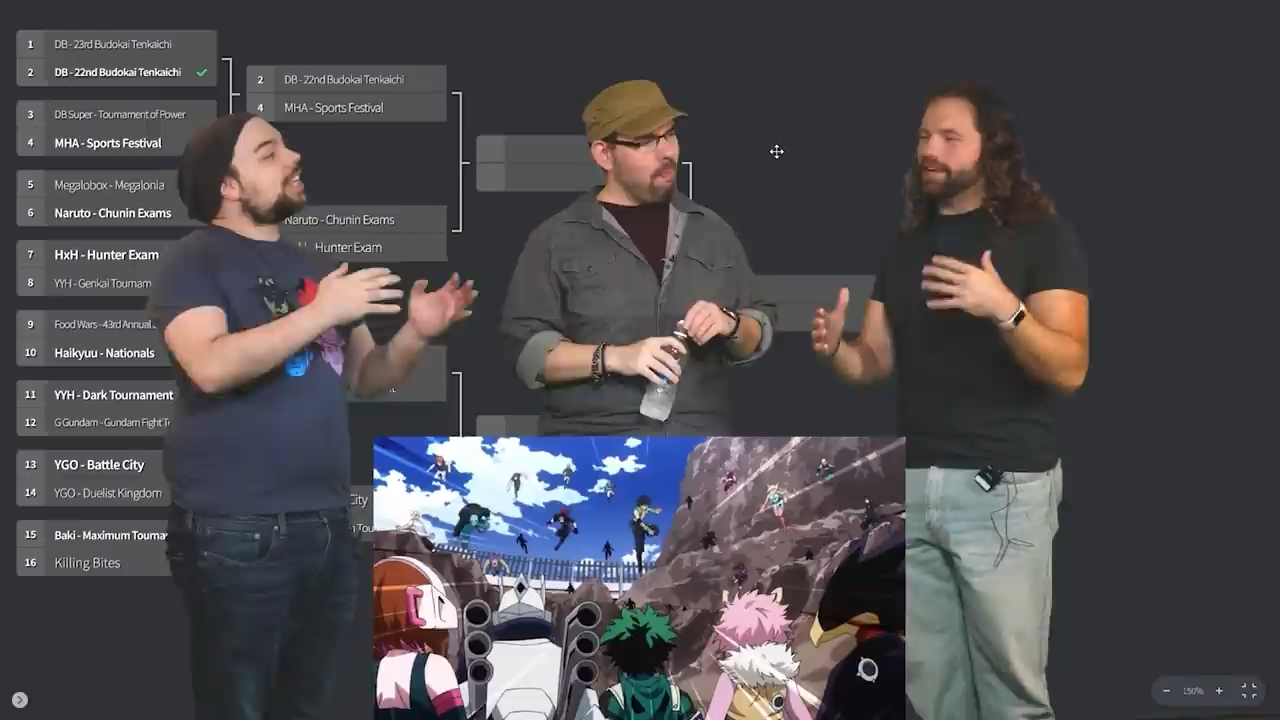 1 DB - 23rd Budokai Tenkaichi
2 DB - 22nd Budokai Tenkaichi
3 DB Super - Tournament of Power
4 MHA - Sports Festival
5 Megalobox - Megalonia
6 Naruto - Chunin Exams
7 HxH - Hunter Exam
8 YYH - Genkai
9 Food Wars - 43rd Annual...
10 Haikyuu - Nationals
11 YYH - Dark Tournament
12 G Gundam - Gundam Fight
13 YGO - Battle City
14 YGO - Duelist Kingdom
15 Baki - Maximum
16 Killing Bites
2 DB - 22nd Budokai Tenkaichi
4 MHA - Sports Festival
Naruto - Chunin Exams
Hunter Exam
City
150%